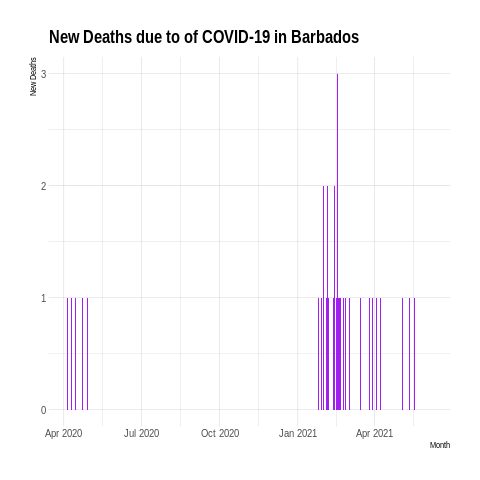 New Deaths due to of COVID-19 in Barbados
New Deaths
3
2
1
0
Apr 2020 Jul 2020 Oct 2020 Jan 2021 Apr 2021
Month